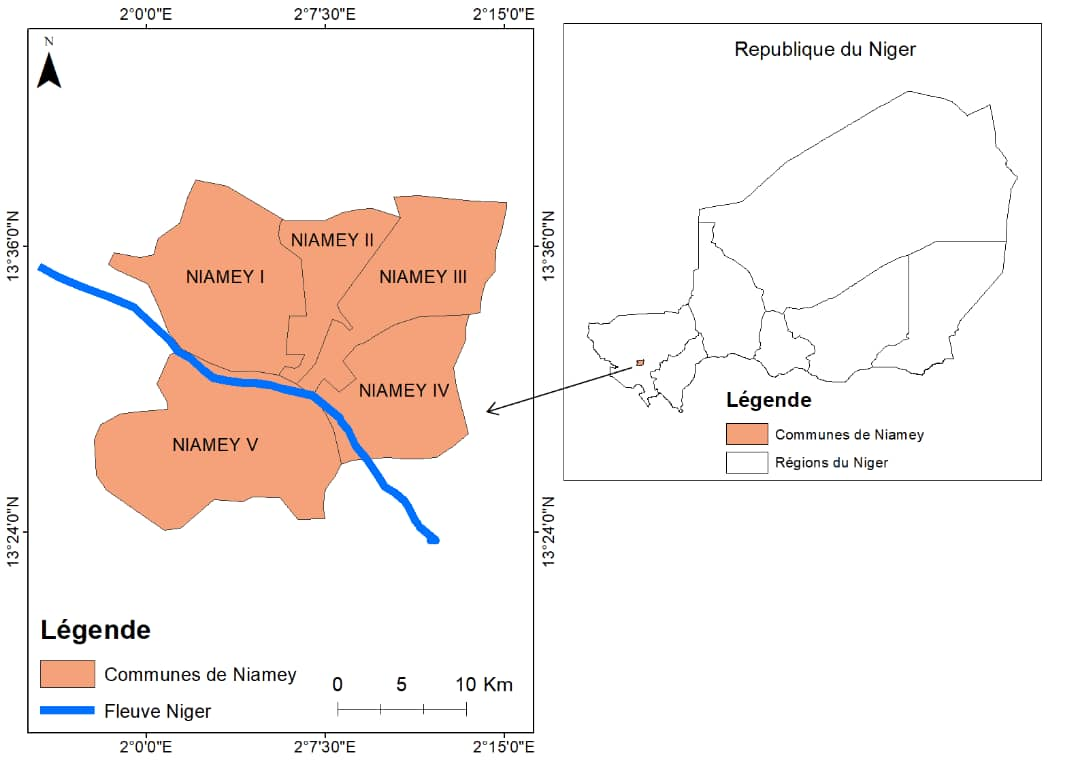 2°0'0"E 2°7'30"E 2°15'0"E
N
13°36'0"N
13°24'0"N
NIAMEY I
NIAMEY II
NIAMEY III
NIAMEY IV
NIAMEY V
13°36'0"N
13°24'0"N
Légende
Communes de Niamey
Fleuve Niger
0 5 10 Km
2°0'0"E 2°7'30"E 2°15'0"E
Republique du Niger
Légende
Communes de Niamey
Régions du Niger